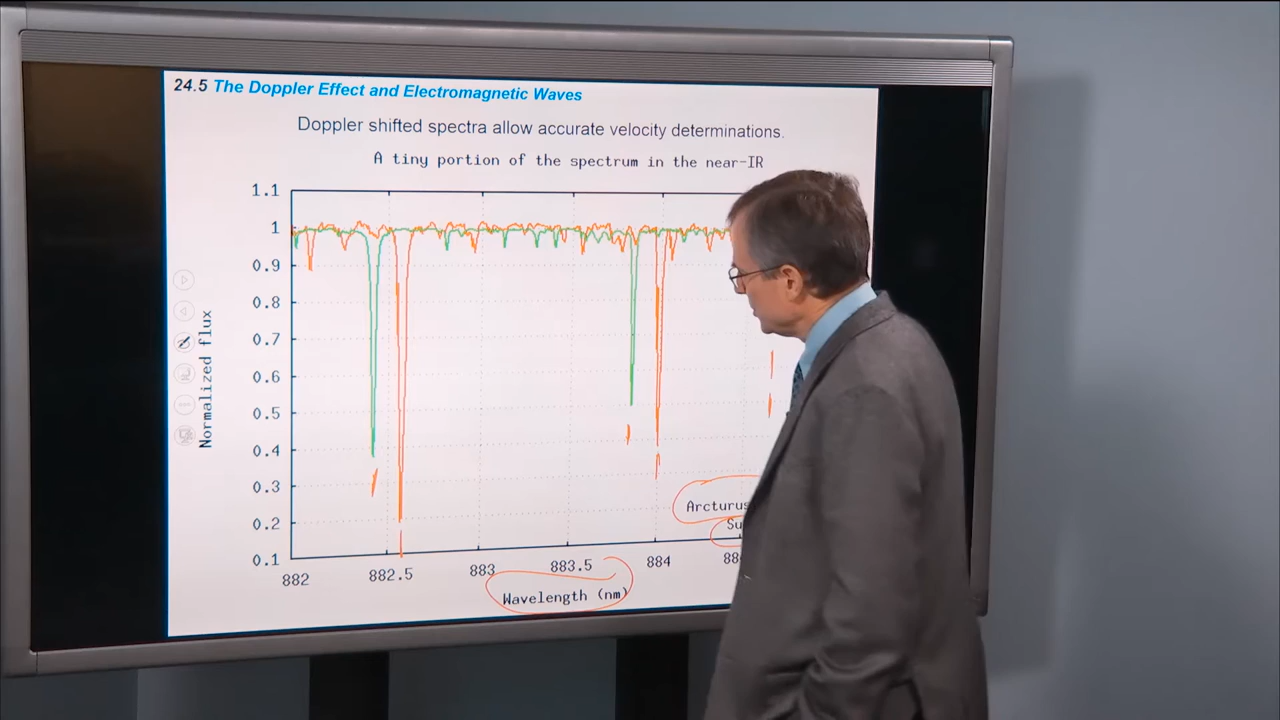 24.5 The Doppler Effect and Electromagnetic Waves
Doppler shifted spectra allow accurate velocity determinations.
A tiny portion of the spectrum in the near-IR
1.1
1
0.9
0.8
0.7
0.6
0.5
0.4
0.3
0.2
0.1
Normalized flux
Arcturus
882
882.5
883
883.5
884
Wavelength (nm)